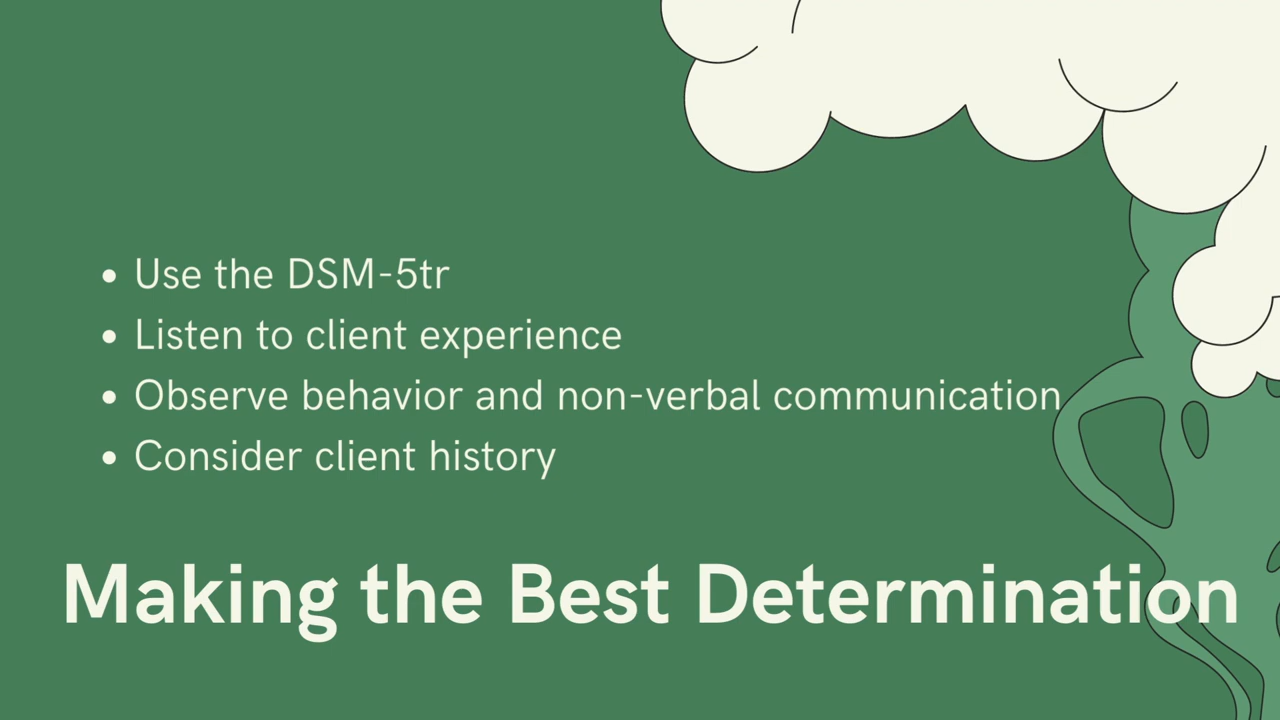 • Use the DSM-5tr
• Listen to client experience
• Observe behavior and non-verbal communication
• Consider client history
Making the Best Determination